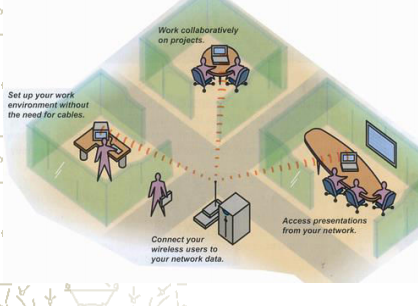 Work collaboratively
on projects.
Set up your work
environment without
the need for cables.
Access presentations
from your network.
Connect your
wireless users to
your network data.